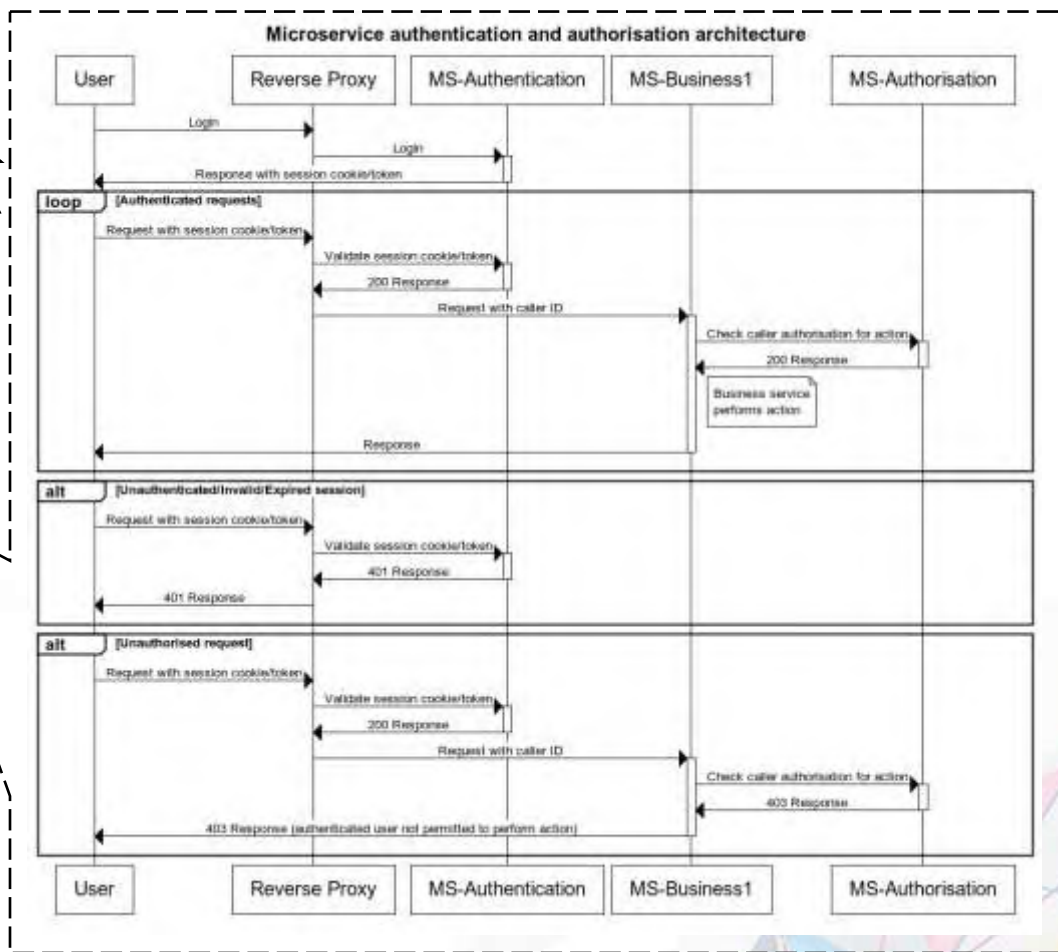 Microservice authentication and authorisation architecture
User
Reverse Proxy
MS-Authentication
MS-Business1
MS-Authorisation
Login
Login
Response with session cookie/token
loop
[Authenticated requests]
Request with session cookie/token
Validate session cookie/token
200 Response
Request with caller ID
Check caller authorisation for action
200 Response
Business service
performs action
Response
alt
[Unauthenticated/Invalid/Expired session]
Request with session cookie/token
Validate session cookie/token
401 Response
401 Response
alt
[Unauthorised request]
Request with session cookie/token
Validate session cookie/token
200 Response
Request with caller ID
Check caller authorisation for action
403 Response
403 Response (authenticated user not permitted to perform action)
User
Reverse Proxy
MS-Authentication
MS-Business1
MS-Authorisation